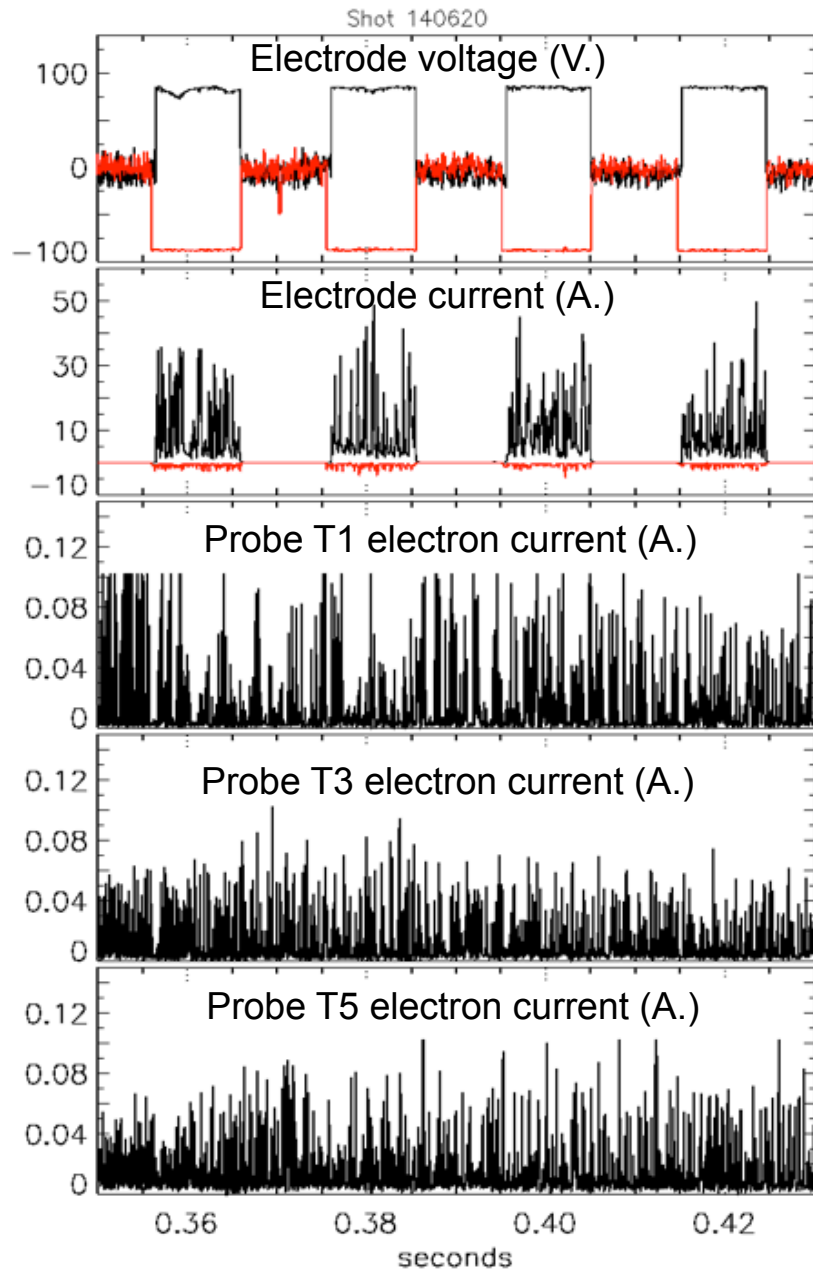 Shot 140620
Electrode voltage (V.)
100
0
−100
Electrode current (A.)
50
30
10
−10
Probe T1 electron current (A.)
0.12
0.08
0.04
0
Probe T3 electron current (A.)
0.12
0.08
0.04
0
Probe T5 electron current (A.)
0.12
0.08
0.04
0
0.36 0.38 0.40 0.42
seconds